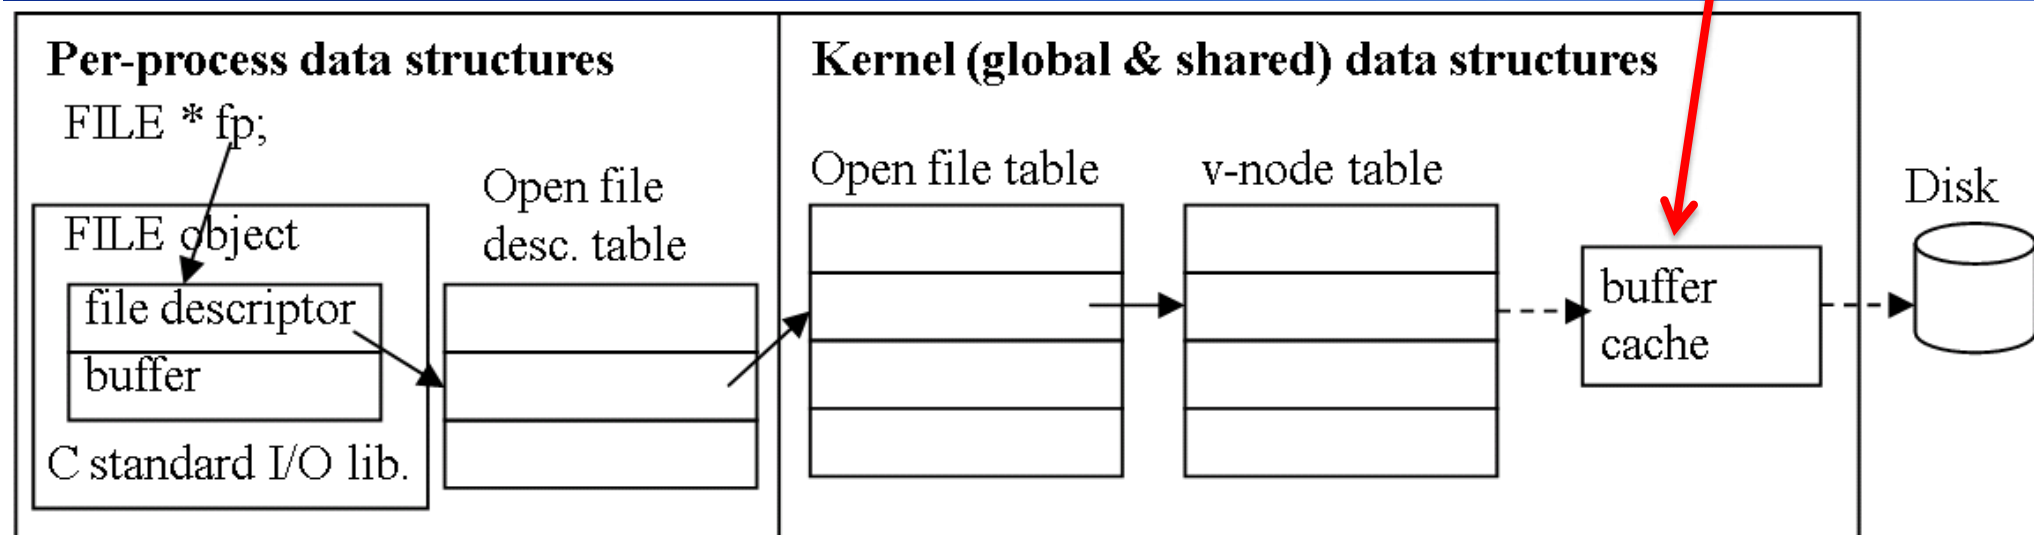 Per-process data structures
FILE * fp;
FILE object
file descriptor
buffer
C standard I/O lib.
Open file
desc. table
Kernel (global & shared) data structures
Open file table
v-node table
buffer
cache
Disk